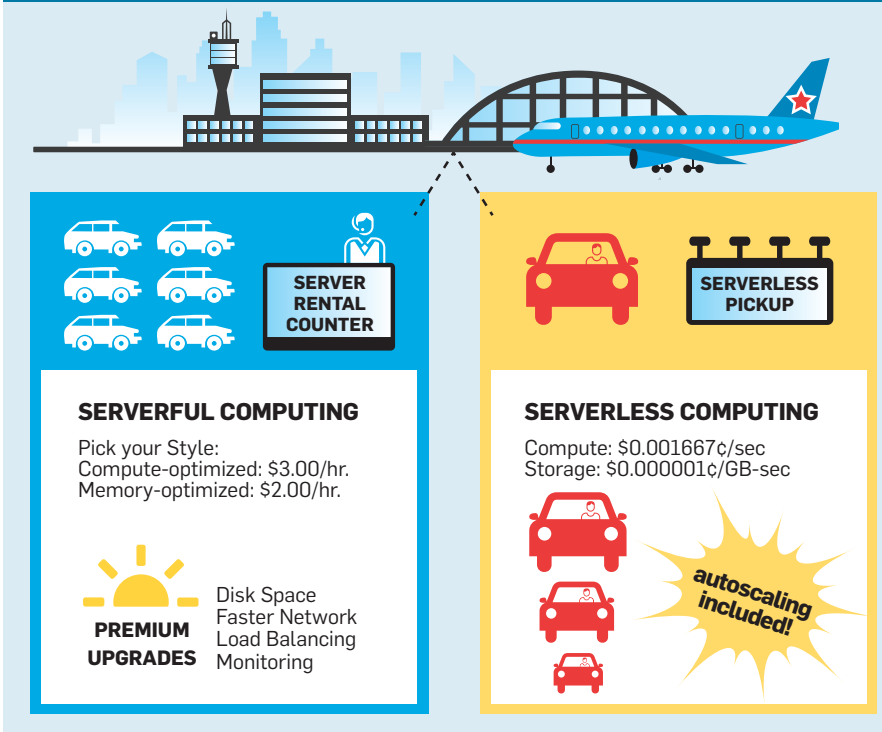 SERVER
RENTAL
COUNTER
SERVERFUL COMPUTING
Pick your Style:
Compute-optimized: $3.00/hr.
Memory-optimized: $2.00/hr.
PREMIUM
UPGRADES
Disk Space
Faster Network
Load Balancing
Monitoring
SERVERLESS
PICKUP
SERVERLESS COMPUTING
Compute: $0.001667¢/sec
Storage: $0.000001¢/GB-sec
autoscaling
included!